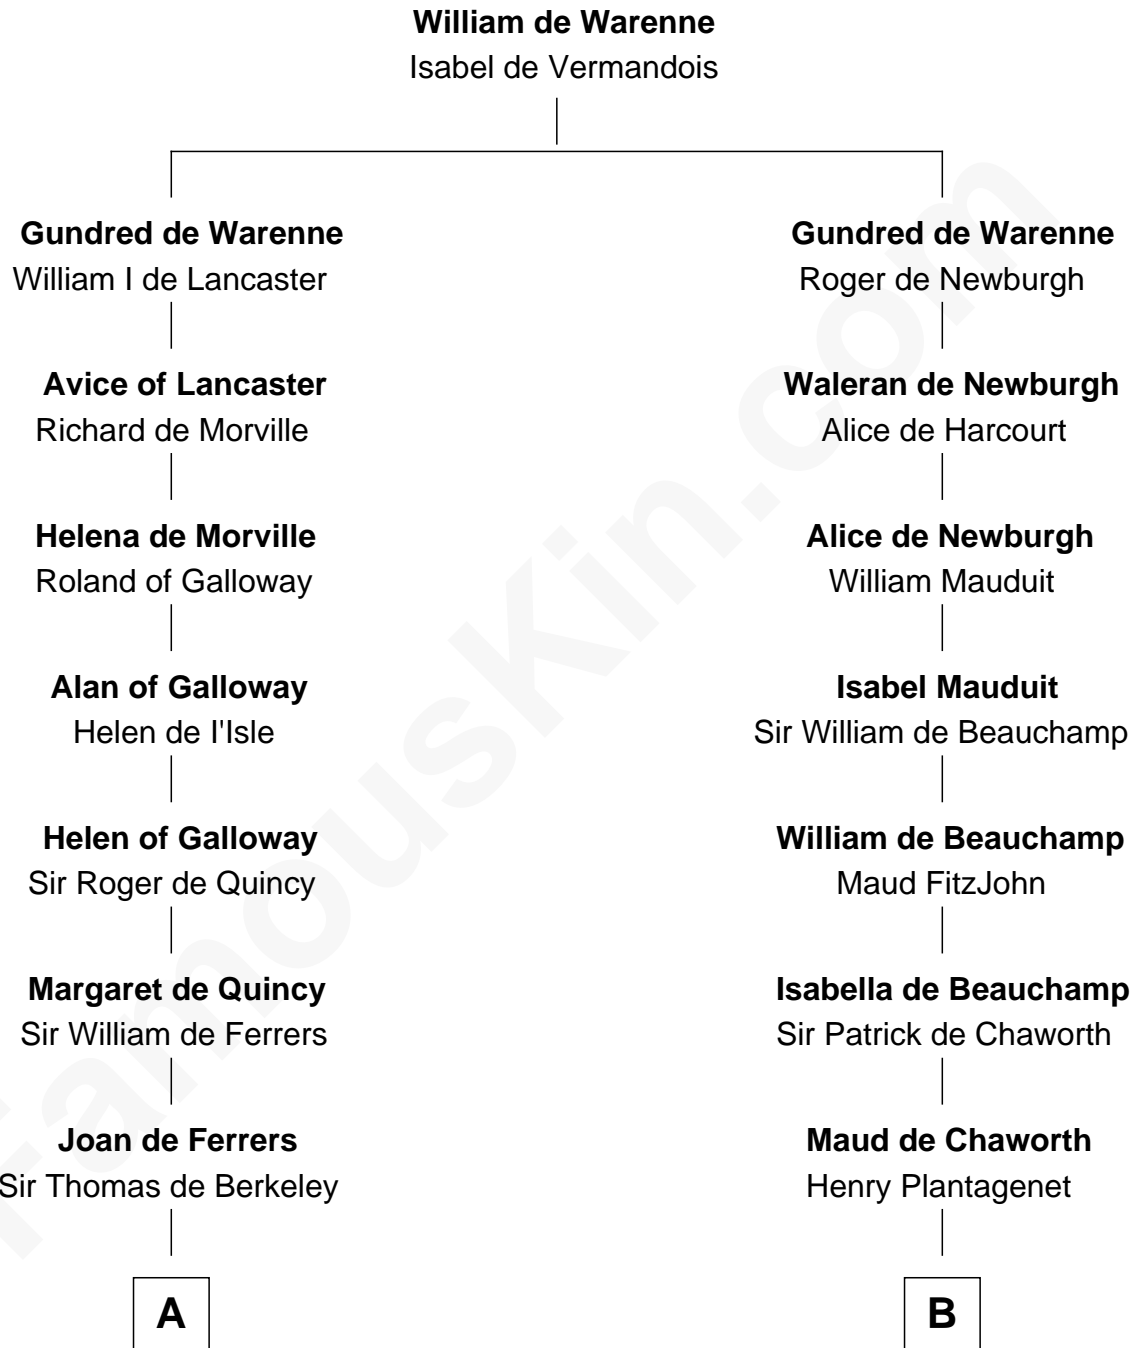 William de Warenne
Isabel de Vermandois
Gundred de Warenne
William I de Lancaster
Avice of Lancaster
Richard de Morville
Helena de Morville
Roland of Galloway
Alan of Galloway
Helen de l'Isle
Helen of Galloway
Sir Roger de Quincy
Margaret de Quincy
Sir William de Ferrers
Joan de Ferrers
Sir Thomas de Berkeley
A
Gundred de Warenne
Roger de Newburgh
Waleran de Newburgh
Alice de Harcourt
Alice de Newburgh
William Mauduit
Isabel Mauduit
Sir William de Beauchamp
William de Beauchamp
Maud FitzJohn
Isabella de Beauchamp
Sir Patrick de Chaworth
Maud de Chaworth
Henry Plantagenet
B
FamousKin.com